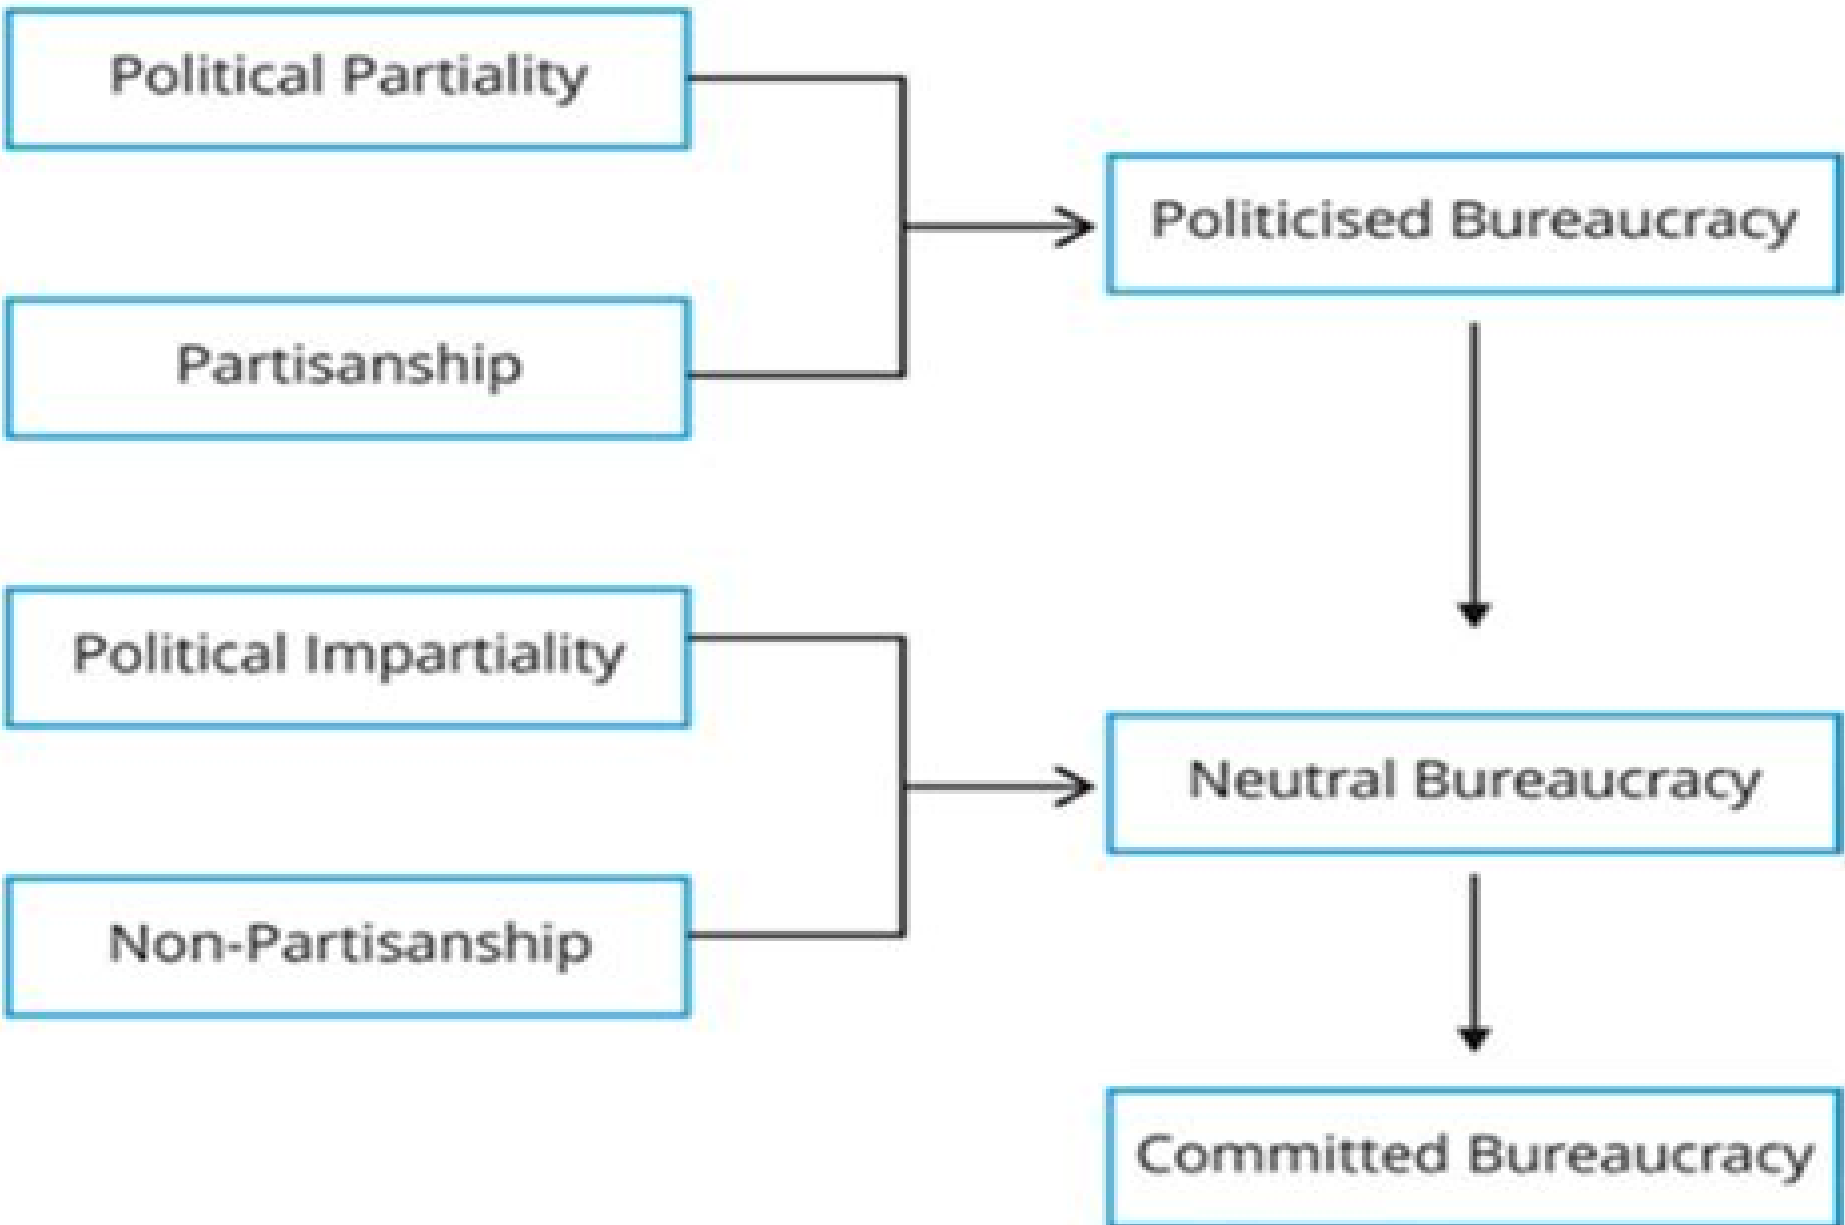 Political Partiality
Politicised Bureaucracy
Partisanship
Political Impartiality
Neutral Bureaucracy
Non-Partisanship
Committed Bureaucracy